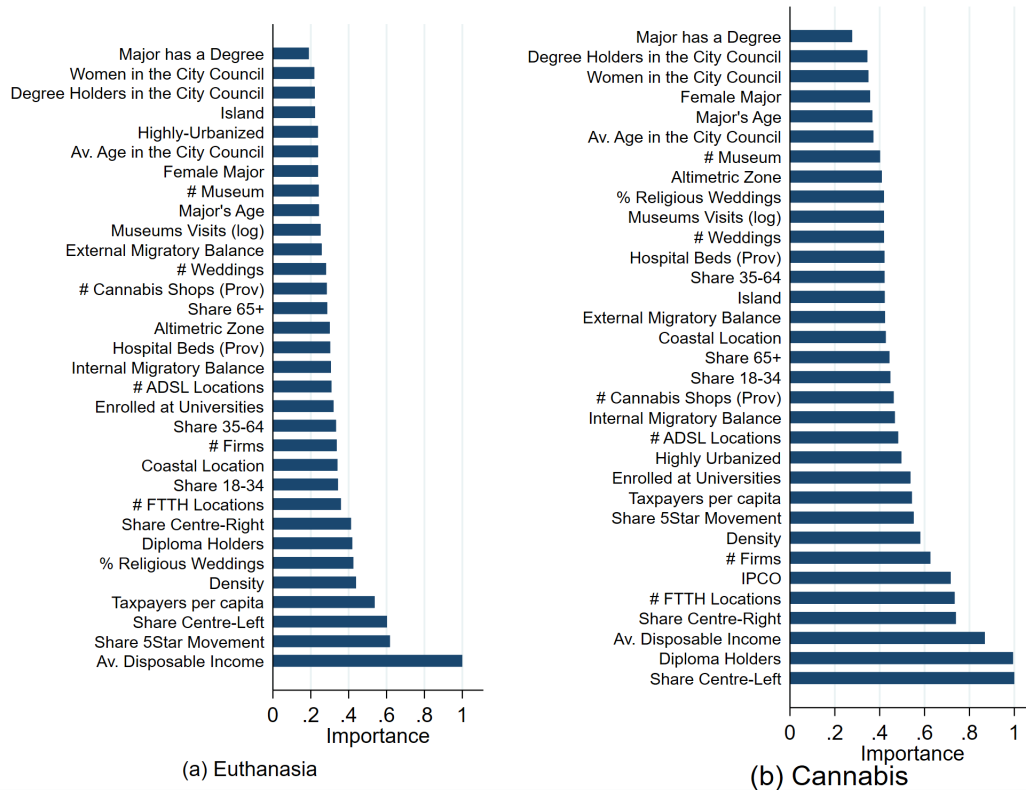 Major has a Degree
Women in the City Council
Degree Holders in the City Council
Island
Highly-Urbanized
Av. Age in the City Council
Female Major
# Museum
Major's Age
Museums Visits (log)
External Migratory Balance
# Weddings
# Cannabis Shops (Prov)
Share 65+
Altimetric Zone
Hospital Beds (Prov)
Internal Migratory Balance
# ADSL Locations
Enrolled at Universities
Share 35-64
# Firms
Coastal Location
Share 18-34
# FTTH Locations
Share Centre-Right
Diploma Holders
% Religious Weddings
Density
Taxpayers per capita
Share Centre-Left
Share 5Star Movement
Av. Disposable Income
0 .2 .4 .6 .8 1
Importance
(a) Euthanasia
Major has a Degree
Degree Holders in the City Council
Women in the City Council
Female Major
Major's Age
Av. Age in the City Council
# Museum
Altimetric Zone
% Religious Weddings
Museums Visits (log)
# Weddings
Hospital Beds (Prov)
Share 35-64
Island
External Migratory Balance
Coastal Location
Share 65+
Share 18-34
# Cannabis Shops (Prov)
Internal Migratory Balance
# ADSL Locations
Highly Urbanized
Enrolled at Universities
Taxpayers per capita
Share 5Star Movement
Density
# Firms
IPCO
# FTTH Locations
Share Centre-Right
Av. Disposable Income
Diploma Holders
Share Centre-Left
0 .2 .4 .6 .8 1
Importance
(b) Cannabis